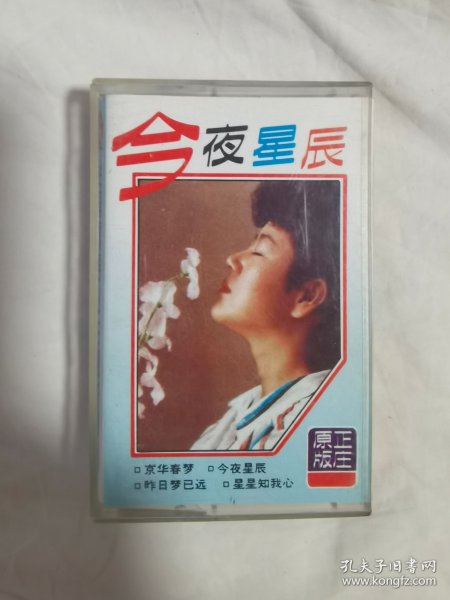 今夜星辰
□京华春梦 □今夜星辰
□昨日梦已远 □星星知我心
正庄
原版
孔夫子旧书网
www.kongfz.com